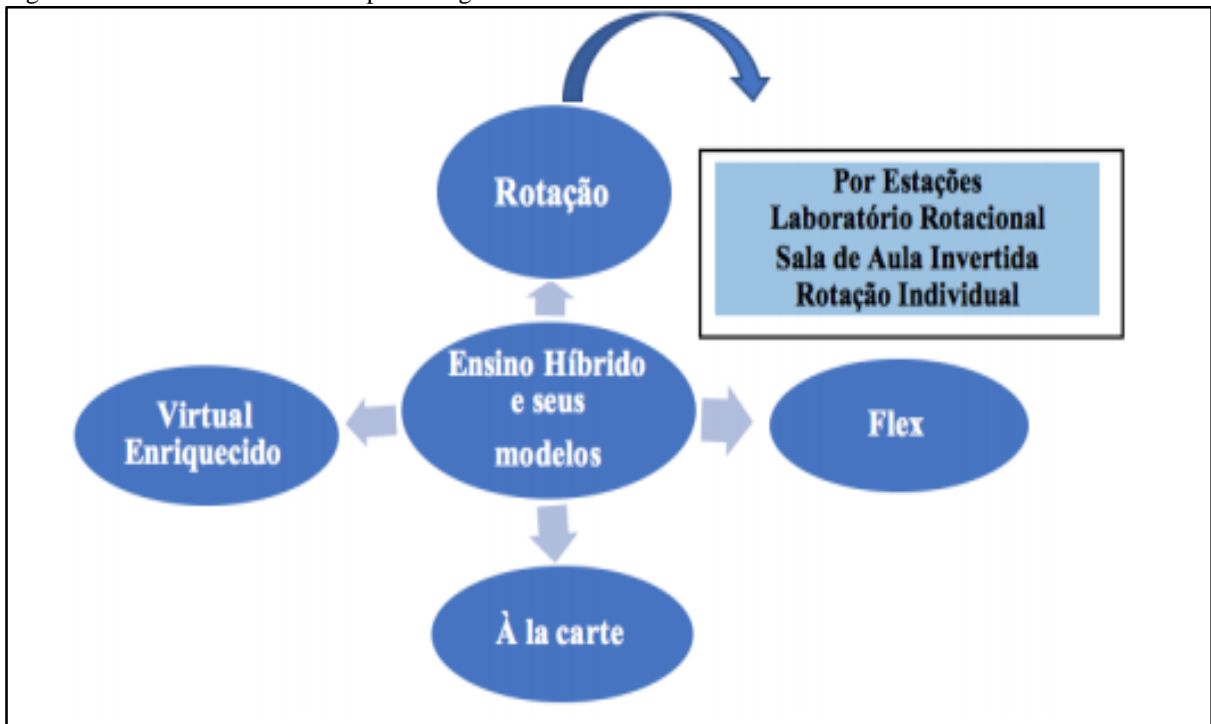 Rotação
Por Estações
Laboratório Rotacional
Sala de Aula Invertida
Rotação Individual
Ensino Híbrido
e seus
modelos
Virtual
Enriquecido
Flex
À la carte